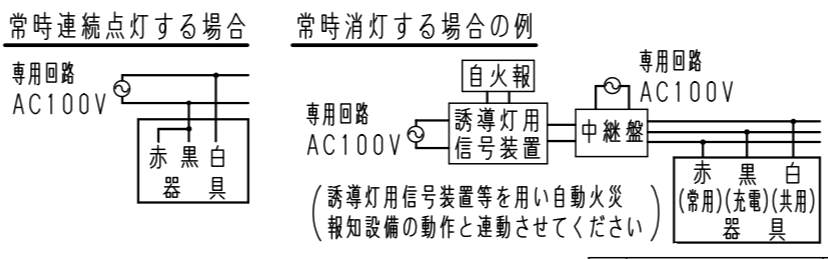 常時連続点灯する場合
専用回路
AC100V
赤 黒 白
器 具
常時消灯する場合の例
専用回路
AC100V
自火報
誘導灯用
信号装置
中継盤
専用回路
AC100V
赤 黒 白
(常用)(充電)(共用)
器 具
(誘導灯用信号装置等を用い自動火災
報知設備の動作と連動させてください)